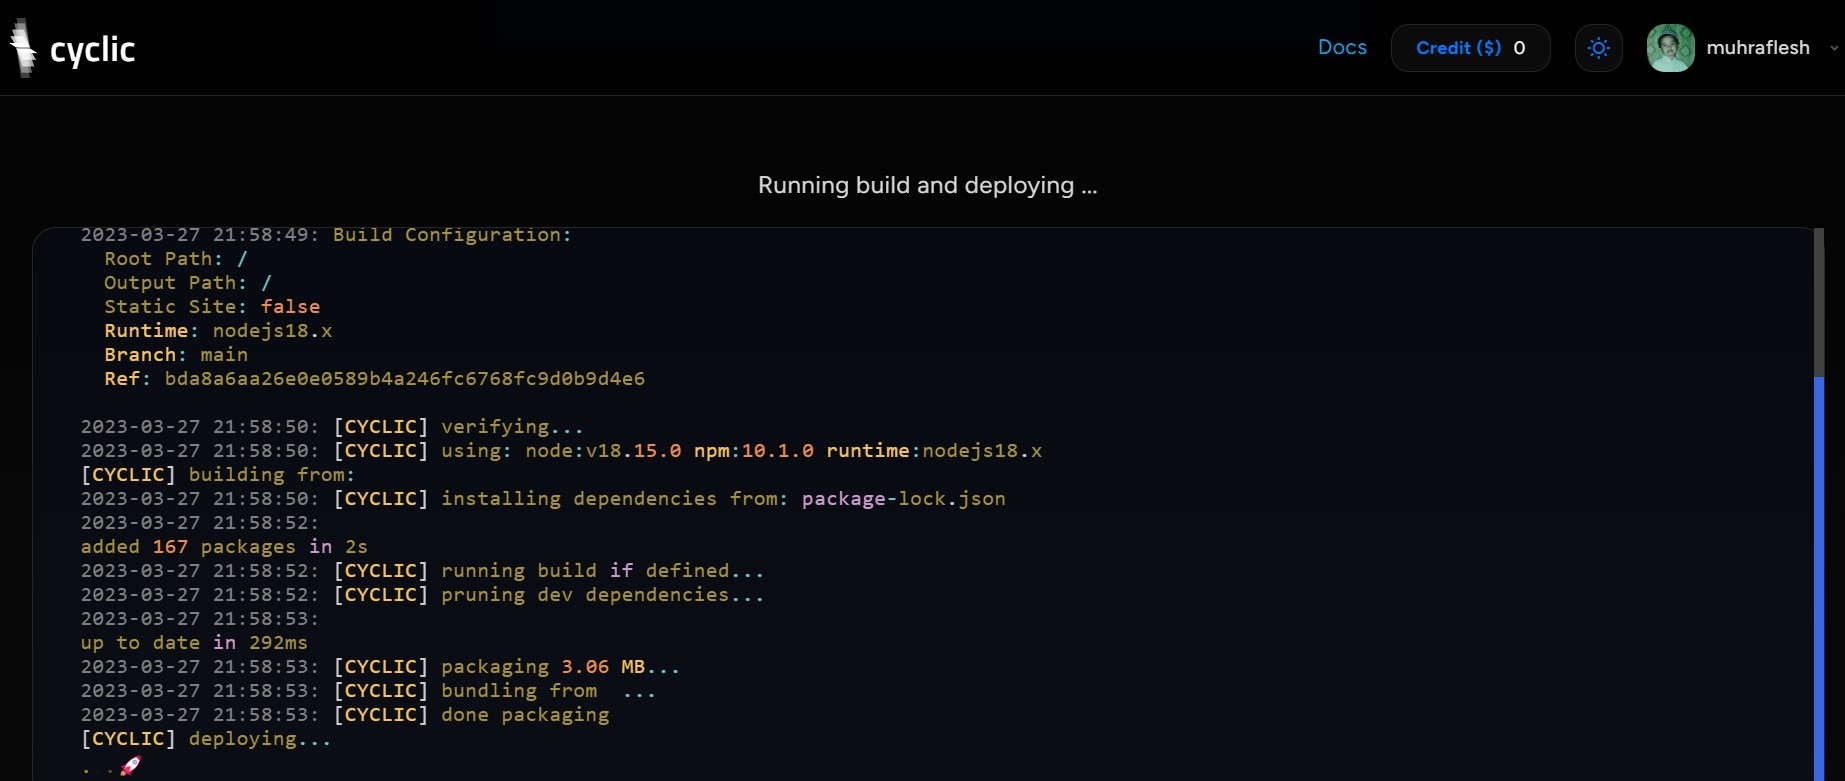 cyclic
Docs
Credit ($) 0
muhraflesh
Running build and deploying ...
2023-03-27 21:58:49: Build Configuration:
Root Path: /
Output Path: /
Static Site: false
Runtime: nodejs18.x
Branch: main
Ref: bda8a6aa26e0e0589b4a246fc6768fc9d0b9d4e6
2023-03-27 21:58:50: [CYCLIC] verifying...
2023-03-27 21:58:50: [CYCLIC] using: node:v18.15.0 npm:10.1.0 runtime:nodejs18.x
[CYCLIC] building from:
2023-03-27 21:58:50: [CYCLIC] installing dependencies from: package-lock.json
2023-03-27 21:58:52:
added 167 packages in 2s
2023-03-27 21:58:52: [CYCLIC] running build if defined...
2023-03-27 21:58:52: [CYCLIC] pruning dev dependencies...
2023-03-27 21:58:53:
up to date in 292ms
2023-03-27 21:58:53: [CYCLIC] packaging 3.06 MB...
2023-03-27 21:58:53: [CYCLIC] bundling from  ...
2023-03-27 21:58:53: [CYCLIC] done packaging
[CYCLIC] deploying...
...🚀